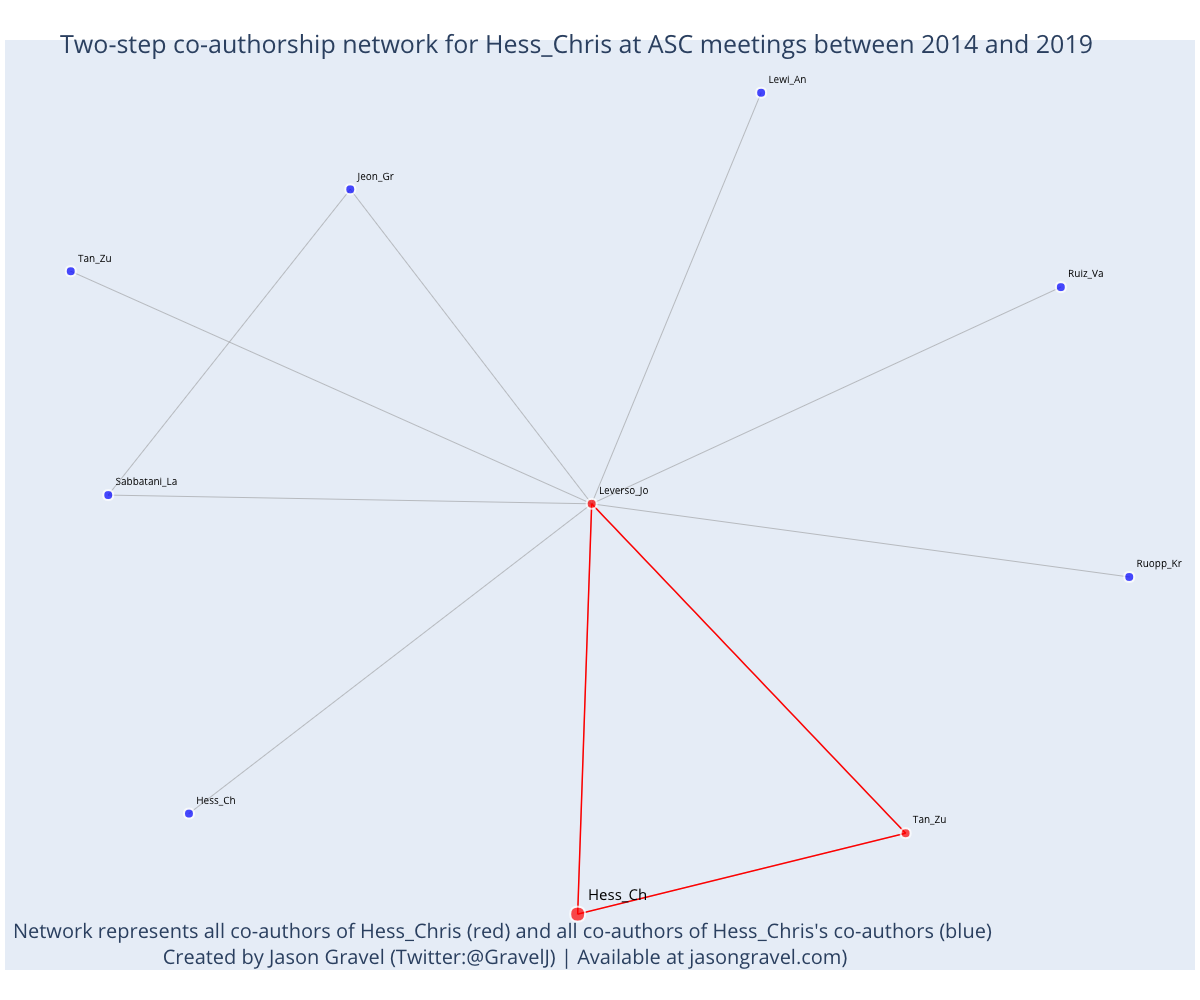 Two-step co-authorship network for Hess_Chris at ASC meetings between 2014 and 2019
Lewi_An
Jeon_Gr
Tan_Zu
Ruiz_Va
Sabbatani_La
Leverso_Jo
Ruopp_Kr
Hess_Ch
Tan_Zu
Hess_Ch
Network represents all co-authors of Hess_Chris (red) and all co-authors of Hess_Chris's co-authors (blue)
Created by Jason Gravel (Twitter:@GravelJ) | Available at jasongravel.com)